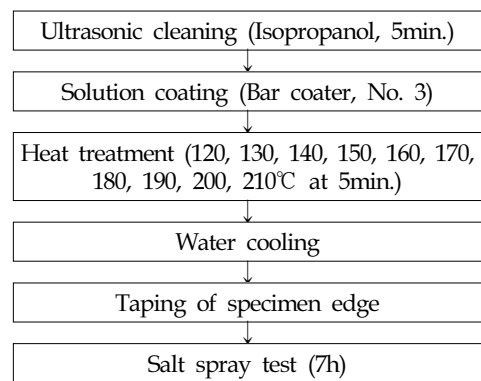 Ultrasonic cleaning (Isopropanol, 5min.)
Solution coating (Bar coater, No. 3)
Heat treatment (120, 130, 140, 150, 160, 170,
180, 190, 200, 210℃ at 5min.)
Water cooling
Taping of specimen edge
Salt spray test (7h)